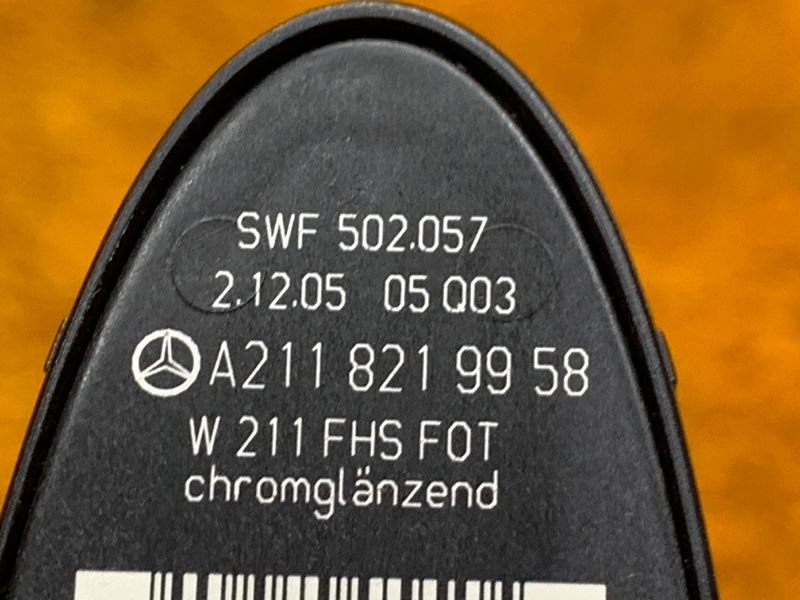 SWF 502.057
2.12.05 05 Q03
A211 821 99 58
W 211 FHS FOT
chromglänzend